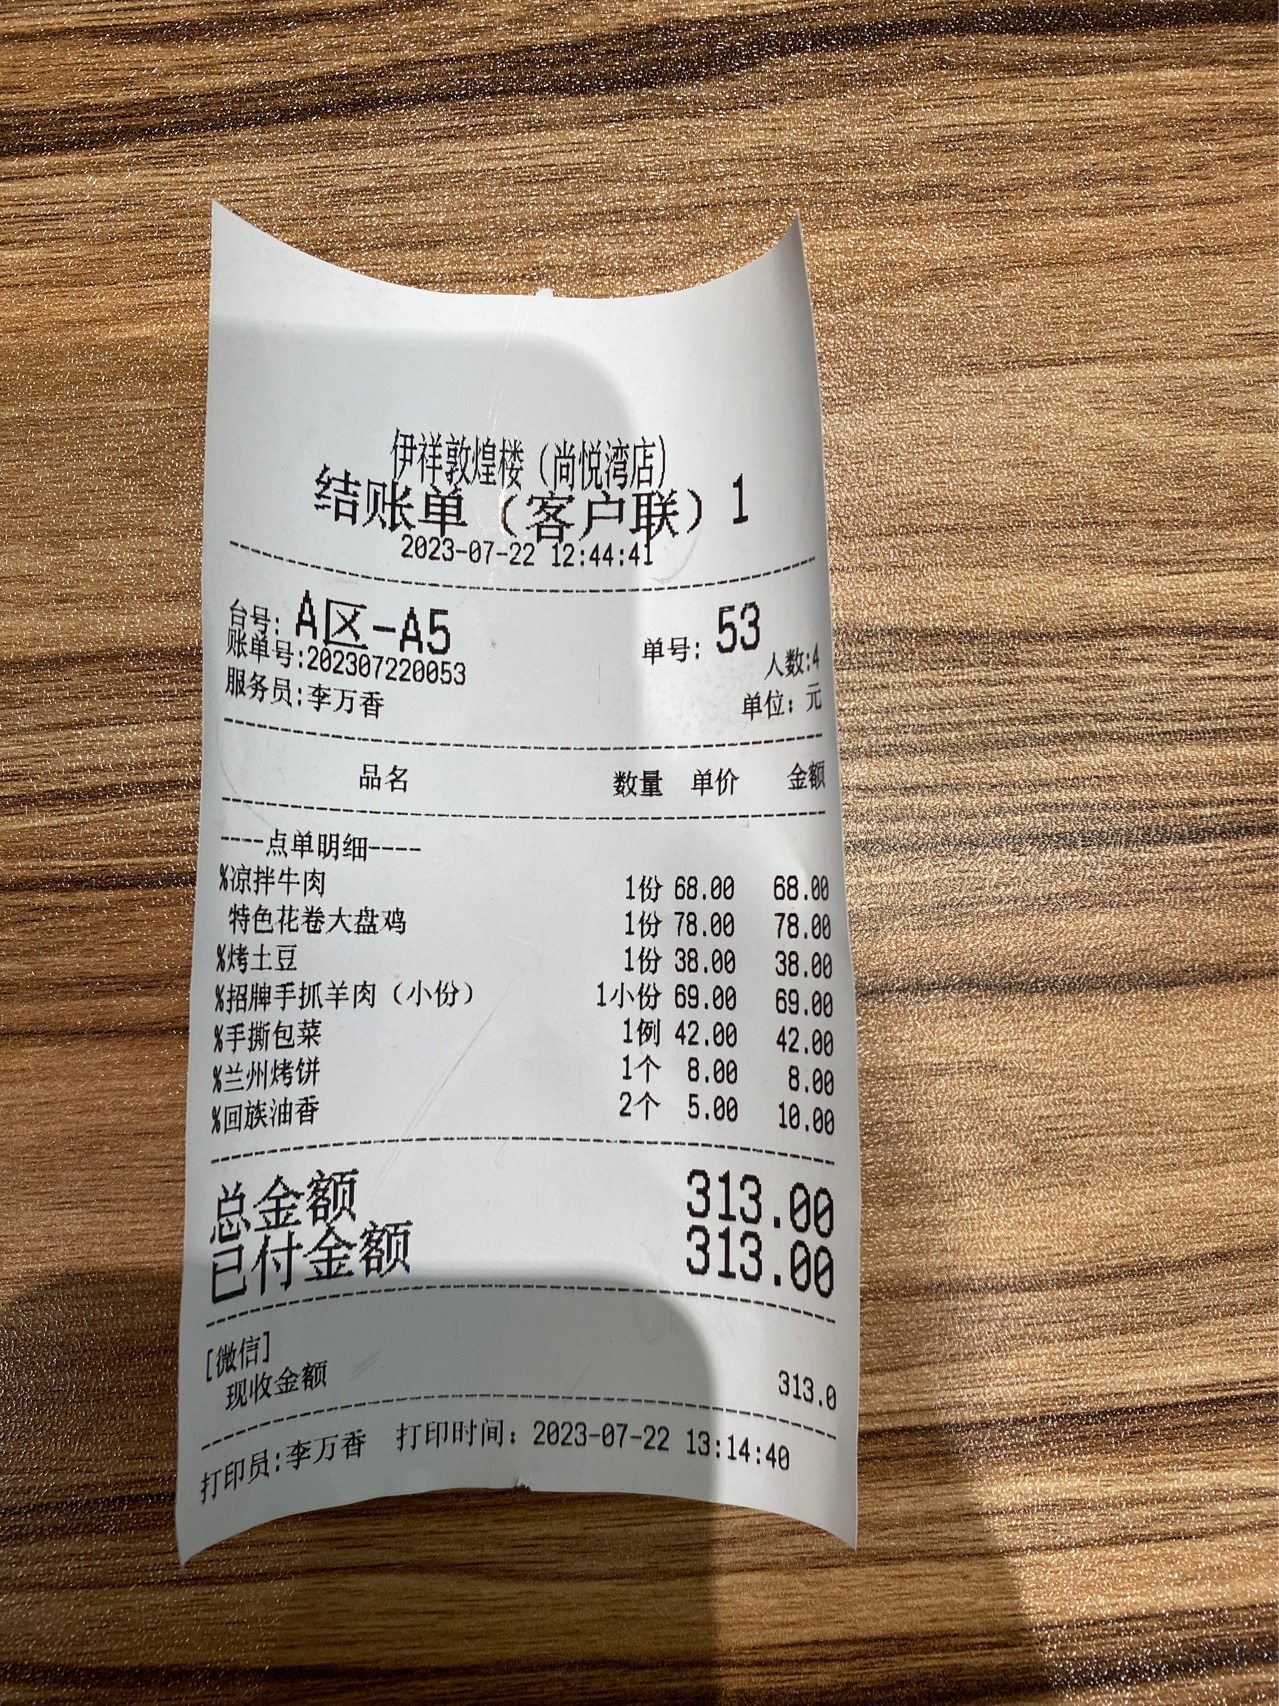 伊祥敦煌楼（尚悦湾店）
结账单（客户联）1
2023-07-22 12:44:41
台号: A区-A5 单号: 53
账单号:202307220053 人数:4
服务员:李万香 单位: 元
品名 数量 单价 金额
----点单明细----
%凉拌牛肉 1份 68.00 68.00
特色花卷大盘鸡 1份 78.00 78.00
%烤土豆 1份 38.00 38.00
%招牌手抓羊肉（小份） 1小份 69.00 69.00
%手撕包菜 1例 42.00 42.00
%兰州烤饼 1个 8.00 8.00
%回族油香 2个 5.00 10.00
总金额 313.00
已付金额 313.00
[微信]
现收金额 313.0
打印员:李万香 打印时间: 2023-07-22 13:14:40